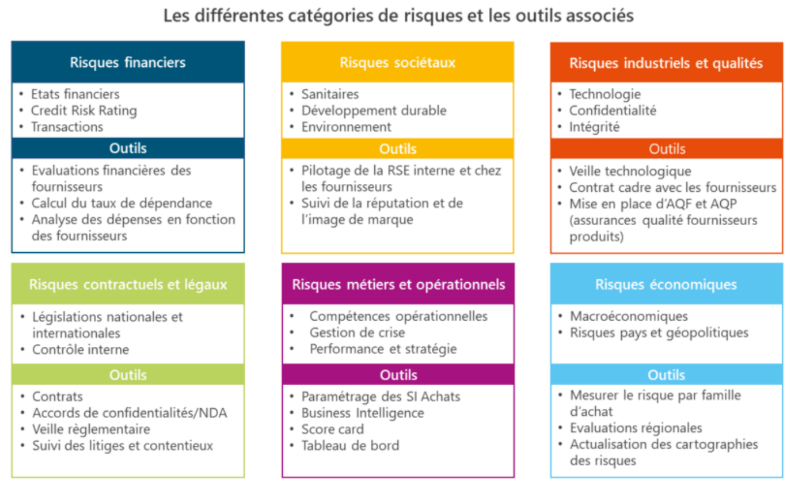 Les différentes catégories de risques et les outils associés
Risques financiers
• Etats financiers
• Credit Risk Rating
• Transactions
Outils
• Evaluations financières des
fournisseurs
• Calcul du taux de dépendance
• Analyse des dépenses en fonction
des fournisseurs
Risques sociétaux
• Sanitaires
• Développement durable
• Environnement
Outils
• Pilotage de la RSE interne et chez
les fournisseurs
• Suivi de la réputation et de
l'image de marque
Risques industriels et qualités
• Technologie
• Confidentialité
• Intégrité
Outils
• Veille technologique
• Contrat cadre avec les fournisseurs
• Mise en place d'AQF et AQP
(assurances qualité fournisseurs
produits)
Risques contractuels et légaux
• Législations nationales et
internationales
• Contrôle interne
Outils
• Contrats
• Accords de confidentialités/NDA
• Veille règlementaire
• Suivi des litiges et contentieux
Risques métiers et opérationnels
• Compétences opérationnelles
• Gestion de crise
• Performance et stratégie
Outils
• Paramétrage des SI Achats
• Business Intelligence
• Score card
• Tableau de bord
Risques économiques
• Macroéconomiques
• Risques pays et géopolitiques
Outils
• Mesurer le risque par famille
d'achat
• Evaluations régionales
• Actualisation des cartographies
des risques